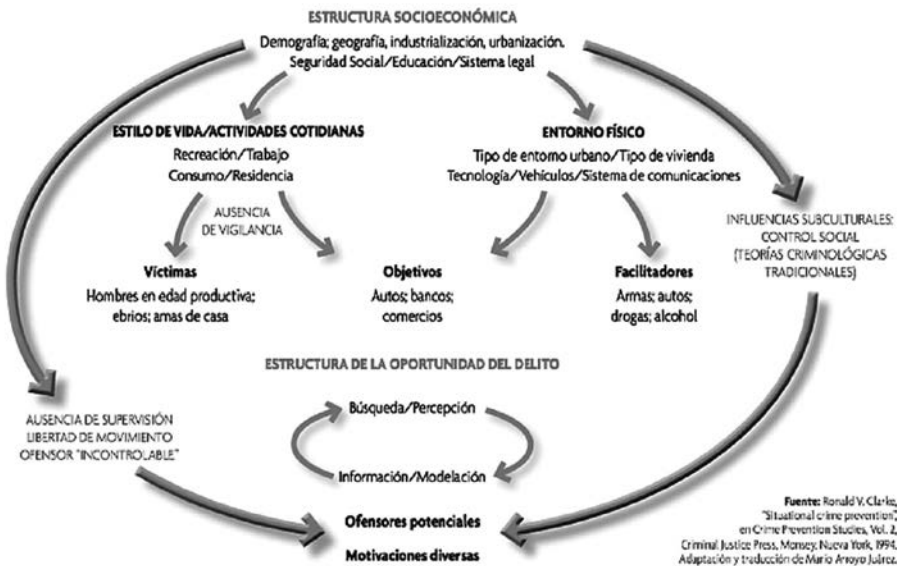 ESTRUCTURA SOCIOECONÓMICA
Demografía; geografía, industrialización, urbanización.
Seguridad Social/Educación/Sistema legal
ESTILO DE VIDA/ACTIVIDADES COTIDIANAS
Recreación/Trabajo
Consumo/Residencia
ENTORNO FÍSICO
Tipo de entorno urbano/Tipo de vivienda
Tecnología/Vehículos/Sistema de comunicaciones
AUSENCIA
DE VIGILANCIA
INFLUENCIAS SUBCULTURALES:
CONTROL SOCIAL
(TEORÍAS CRIMINOLÓGICAS
TRADICIONALES)
Víctimas
Hombres en edad productiva;
ebrios; amas de casa
Objetivos
Autos; bancos;
comercios
Facilitadores
Armas; autos;
drogas; alcohol
ESTRUCTURA DE LA OPORTUNIDAD DEL DELITO
Búsqueda/Percepción
Información/Modelación
AUSENCIA DE SUPERVISIÓN
LIBERTAD DE MOVIMIENTO
OFENSOR "INCONTROLABLE"
Ofensores potenciales
Motivaciones diversas
Fuente: Ronald V. Clarke,
"Situational crime prevention",
en Crime Prevention Studies, Vol. 2,
Criminal Justice Press, Monsey, Nueva York, 1994.
Adaptación y traducción de Mario Arroyo Juárez.